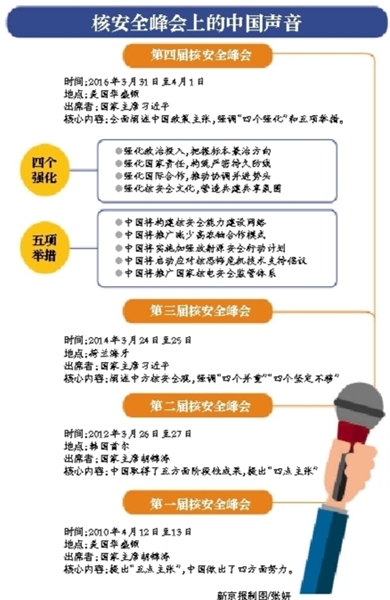 核安全峰会上的中国声音
第四届核安全峰会
时间:2016年3月31日至4月1日
地点:美国华盛顿
出席者:国家主席习近平
核心内容:全面阐述中国政策主张,强调“四个强化”和五项举措。
四个
强化
●强化政治投入,把握标本兼治方向
●强化国家责任,构筑严密持久防线
●强化国际合作,推动协调并进势头
●强化核安全文化,营造共建共享氛围
五项
举措
●中国将构建核安全能力建设网络
●中国将推广减少高浓铀合作模式
●中国将实施加强放射源安全行动计划
●中国将启动应对核恐怖危机技术支持倡议
●中国将推广国家核电安全监管体系
第三届核安全峰会
时间:2014年3月24日至25日
地点:荷兰海牙
出席者:国家主席习近平
核心内容:阐述中方核安全观,强调“四个并重”“四个坚定不移”
第二届核安全峰会
时间:2012年3月26日至27日
地点:韩国首尔
出席者:国家主席胡锦涛
核心内容:中国取得了三方面阶段性成果,提出“四点主张”
第一届核安全峰会
时间:2010年4月12日至13日
地点:美国华盛顿
出席者:国家主席胡锦涛
核心内容:提出“五点主张”,中国做出了四方面努力。
新京报制图/张妍